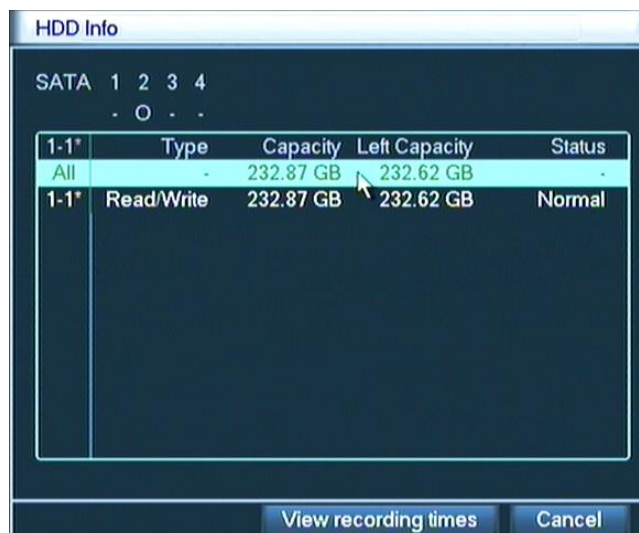 HDD Info
SATA 1 2 3 4
- O - -
1-1* Type Capacity Left Capacity Status
All - 232.87 GB 232.62 GB -
1-1* Read/Write 232.87 GB 232.62 GB Normal
View recording times Cancel